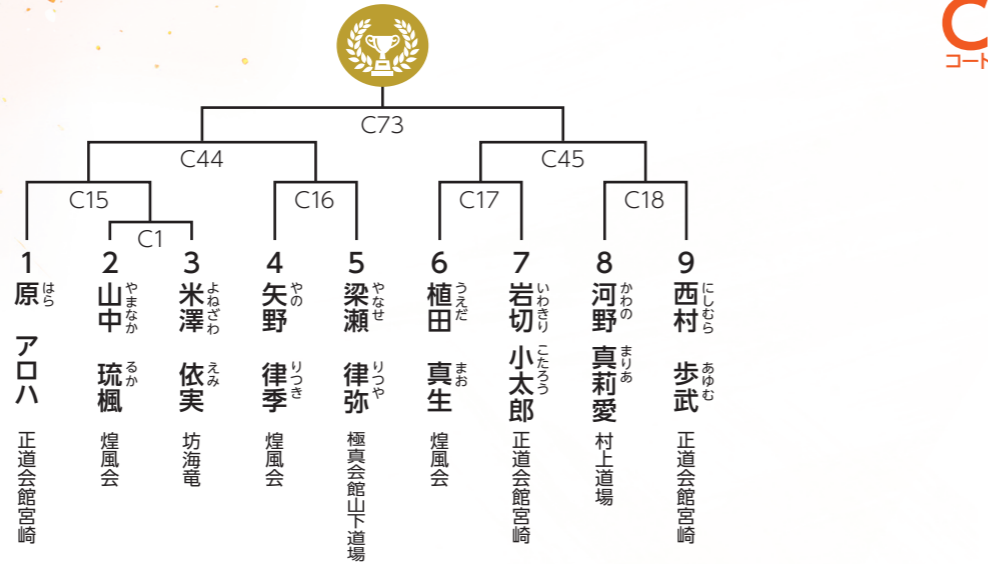 C
コート
C73
C44
C45
C15
C16
C17
C18
C1
1
原 アロハ
はら
正道会館宮崎
2
山中 琉楓
やまなか るか
煌風会
3
米澤 依実
よねざわ えみ
坊海竜
4
矢野 律季
やの りつき
煌風会
5
梁瀬 律弥
やなせ りつや
極真会館山下道場
6
植田 真生
うえだ まお
煌風会
7
岩切 小太郎
いわきり こたろう
正道会館宮崎
8
河野 真莉愛
かわの まりあ
村上道場
9
西村 歩武
にしむら あゆむ
正道会館宮崎